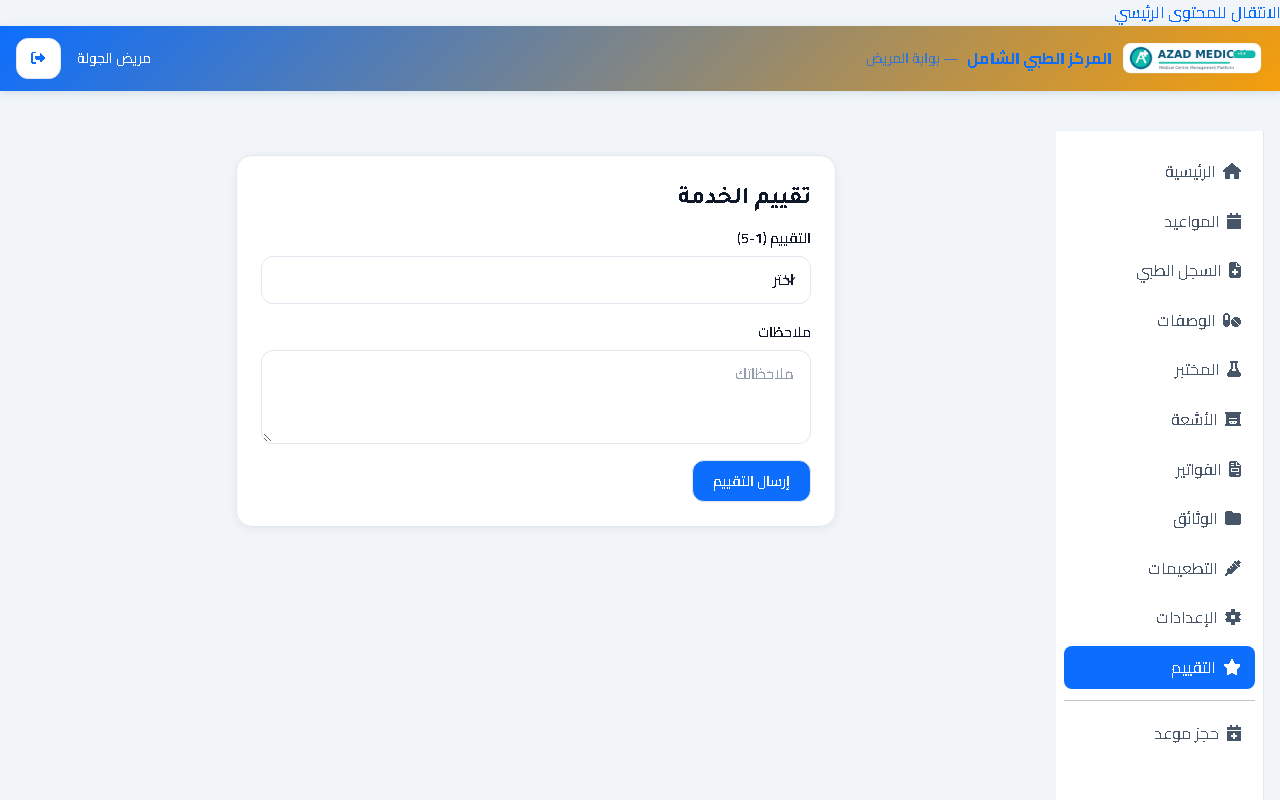 الانتقال للمحتوى الرئيسي
AZAD MEDIC
Medical Center Management Platform
المركز الطبي الشامل — بوابة المريض
مريض الجولة
الرئيسية
المواعيد
السجل الطبي
الوصفات
المختبر
الأشعة
الفواتير
الوثائق
التطعيمات
الإعدادات
التقييم
حجز موعد
تقييم الخدمة
التقييم (1-5)
اختر
ملاحظات
ملاحظاتك
إرسال التقييم